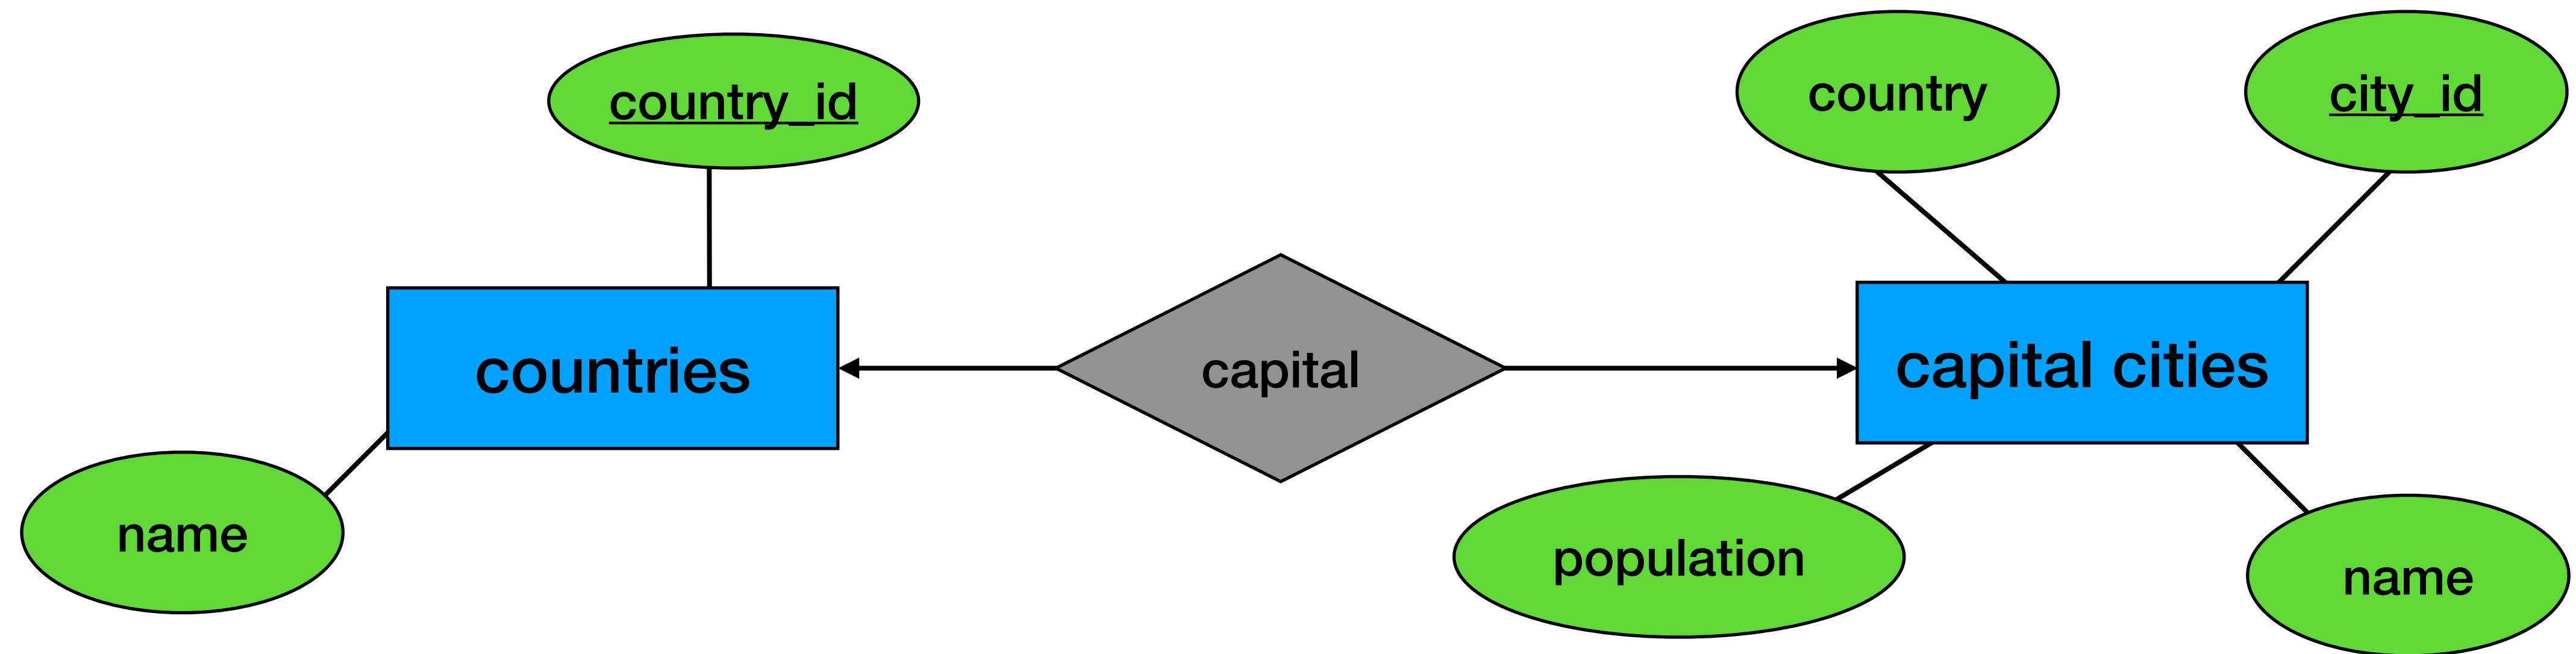 country_id
country
city_id
countries
capital
capital cities
name
population
name